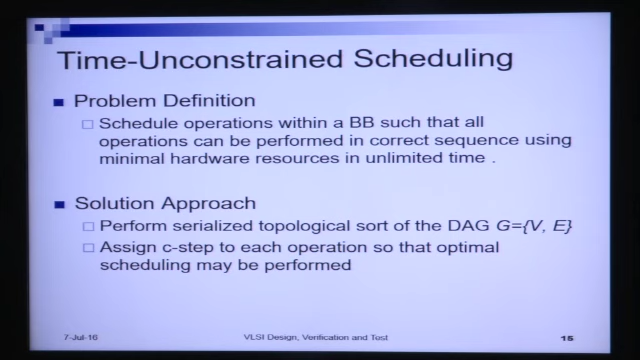 Time-Unconstrained Scheduling
Problem Definition
Schedule operations within a BB such that all
operations can be performed in correct sequence using
minimal hardware resources in unlimited time .
Solution Approach
Perform serialized topological sort of the DAG G={V, E}
Assign c-step to each operation so that optimal
scheduling may be performed
7-Jul-16
VLSI Design, Verification and Test
15